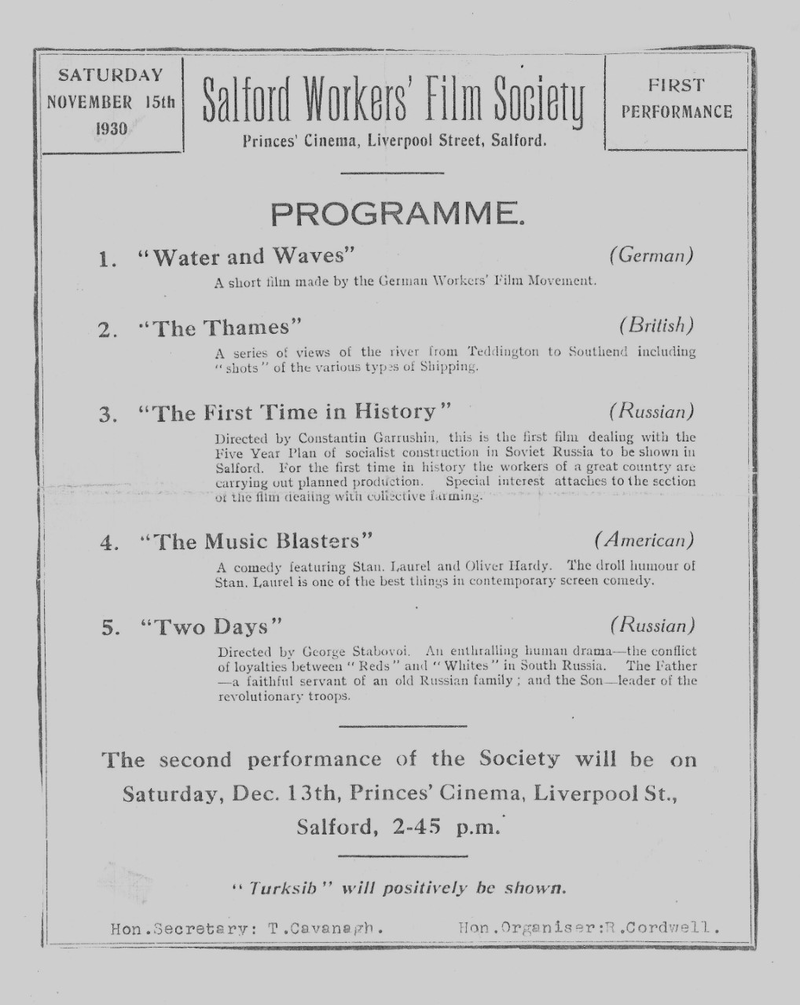 SATURDAY
NOVEMBER 15th
1930
Salford Workers' Film Society
Princes' Cinema, Liverpool Street, Salford.
FIRST
PERFORMANCE
PROGRAMME.
1. "Water and Waves" (German)
A short film made by the German Workers' Film Movement.
2. "The Thames" (British)
A series of views of the river from Teddington to Southend including
"shots" of the various types of Shipping.
3. "The First Time in History" (Russian)
Directed by Constantin Garrushin, this is the first film dealing with the
Five Year Plan of socialist construction in Soviet Russia to be shown in
Salford. For the first time in history the workers of a great country are
carrying out planned production. Special interest attaches to the section
of the film dealing with collective farming.
4. "The Music Blasters" (American)
A comedy featuring Stan. Laurel and Oliver Hardy. The droll humour of
Stan. Laurel is one of the best things in contemporary screen comedy.
5. "Two Days" (Russian)
Directed by George Stabovoi. An enthralling human drama—the conflict
of loyalties between "Reds" and "Whites" in South Russia. The Father
—a faithful servant of an old Russian family; and the Son—leader of the
revolutionary troops.
The second performance of the Society will be on
Saturday, Dec. 13th, Princes' Cinema, Liverpool St.,
Salford, 2-45 p.m.
"Turksib" will positively be shown.
Hon.Secretary: T.Cavanagh. Hon.Organiser:R.Cordwell.